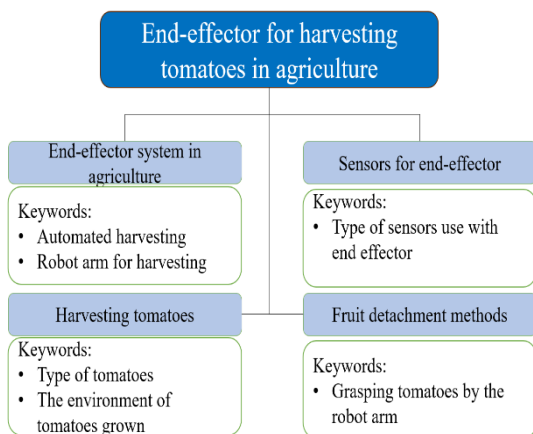 End-effector for harvesting
tomatoes in agriculture
End-effector system in
agriculture
Keywords:
• Automated harvesting
• Robot arm for harvesting
Sensors for end-effector
Keywords:
• Type of sensors use with
end effector
Harvesting tomatoes
Keywords:
• Type of tomatoes
• The environment of
tomatoes grown
Fruit detachment methods
Keywords:
• Grasping tomatoes by the
robot arm